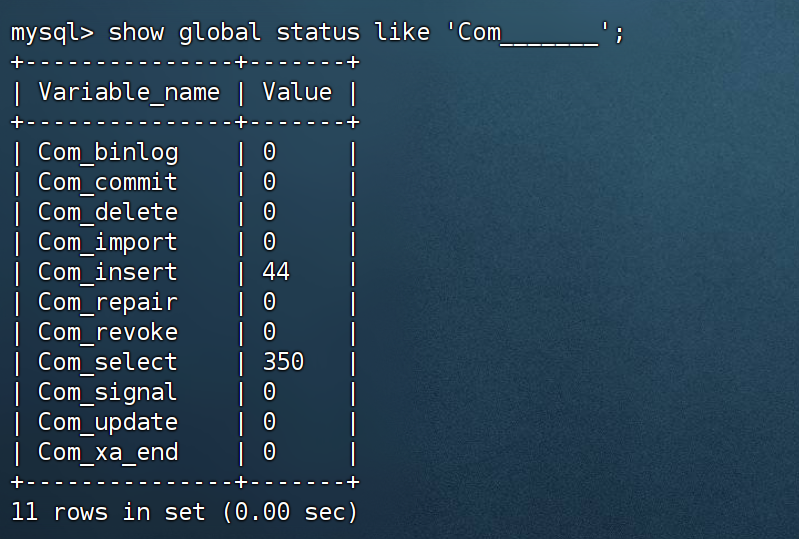 mysql> show global status like 'Com_______';
+---------------+-------+
| Variable_name | Value |
+---------------+-------+
| Com_binlog    | 0     |
| Com_commit    | 0     |
| Com_delete    | 0     |
| Com_import    | 0     |
| Com_insert    | 44    |
| Com_repair    | 0     |
| Com_revoke    | 0     |
| Com_select    | 350   |
| Com_signal    | 0     |
| Com_update    | 0     |
| Com_xa_end    | 0     |
+---------------+-------+
11 rows in set (0.00 sec)